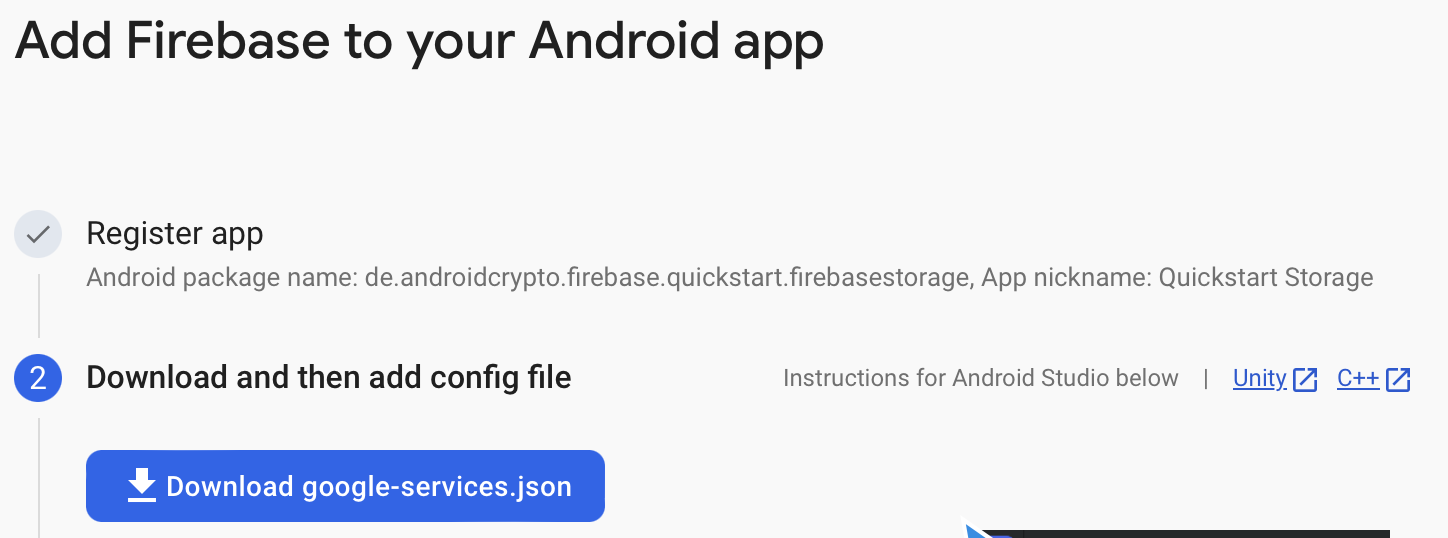 Add Firebase to your Android app
Register app
Android package name: de.androidcrypto.firebase.quickstart.firebasestorage, App nickname: Quickstart Storage
2 Download and then add config file Instructions for Android Studio below | Unity C++
Download google-services.json